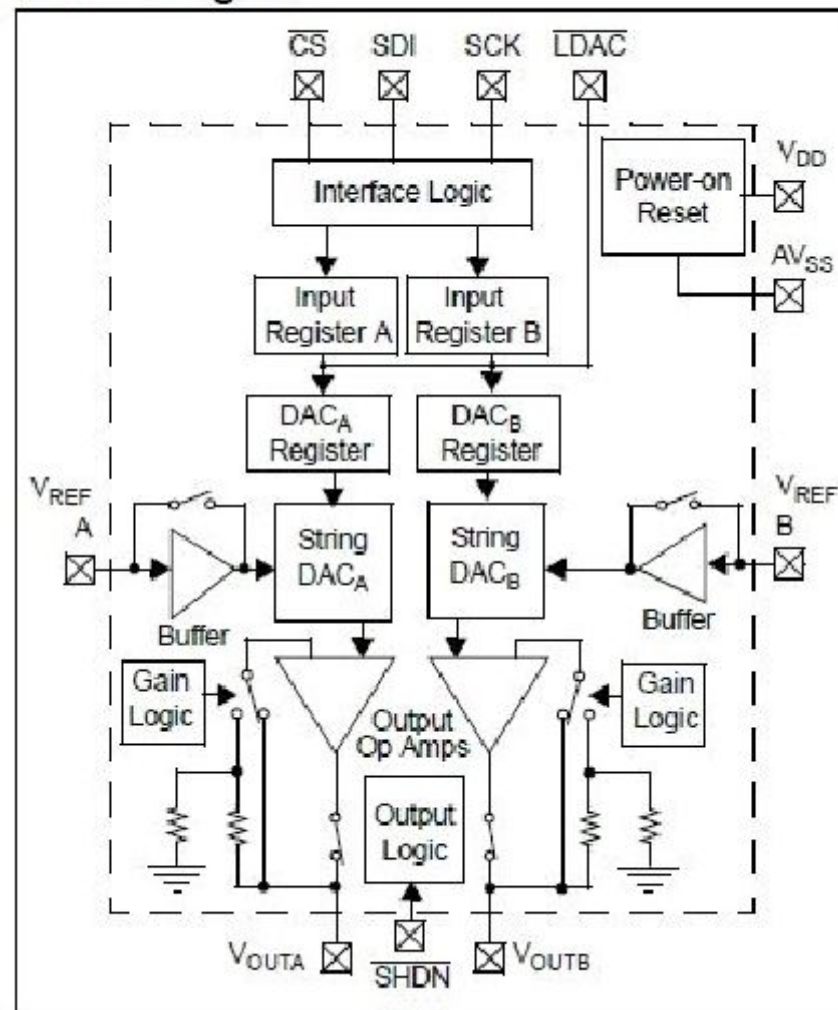 CS SDI SCK LDAC
Interface Logic
Power-on
Reset
VDD
AVSS
Input
Register A
Input
Register B
DACA
Register
DACB
Register
VREF
A
VREF
B
String
DACA
String
DACB
Buffer
Buffer
Gain
Logic
Gain
Logic
Output
Op Amps
Output
Logic
VOUTA
SHDN
VOUTB